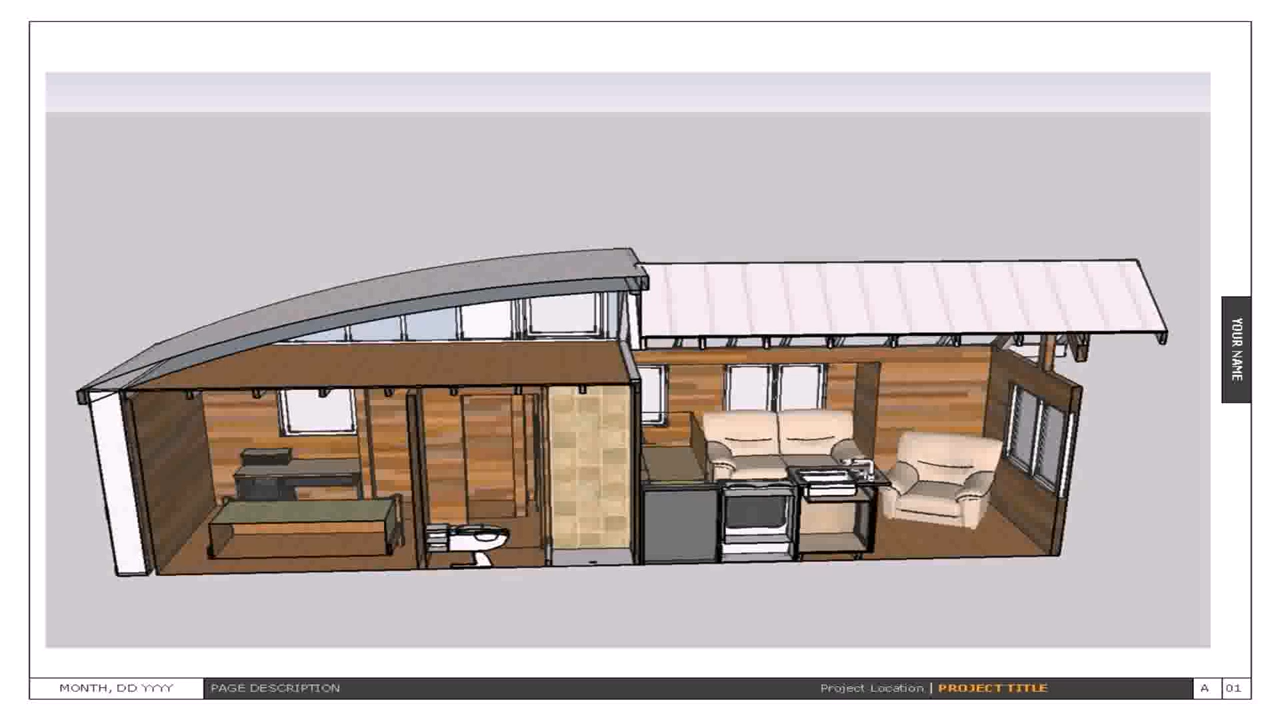 YOUR NAME
MONTH, DD YYYY
PAGE DESCRIPTION
Project Location | PROJECT TITLE
A
01